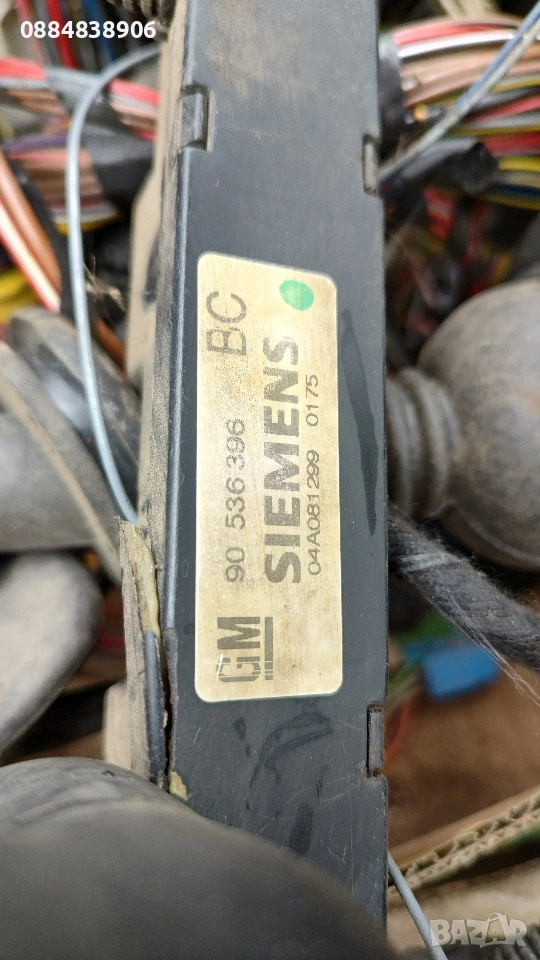 0884838906
GM 90 536 396 BC
SIEMENS
04A081299 0175
BAZAR